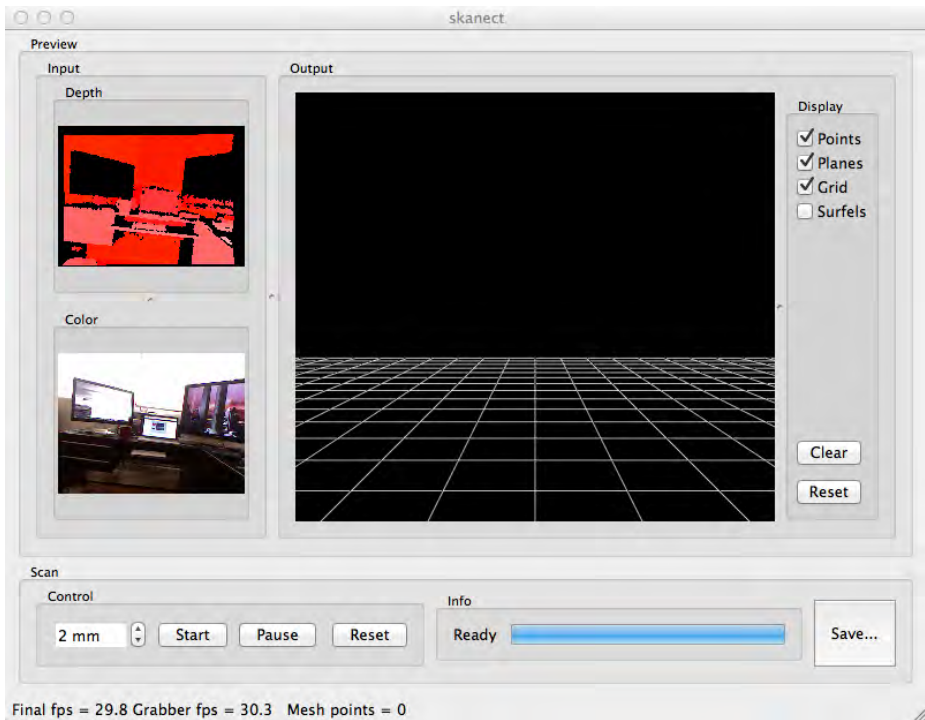 skanect
Preview
Input
Output
Depth
Display
Points
Planes
Grid
Surfels
Color
Clear
Reset
Scan
Control
Info
2 mm
Start
Pause
Reset
Ready
Save...
Final fps = 29.8 Grabber fps = 30.3 Mesh points = 0